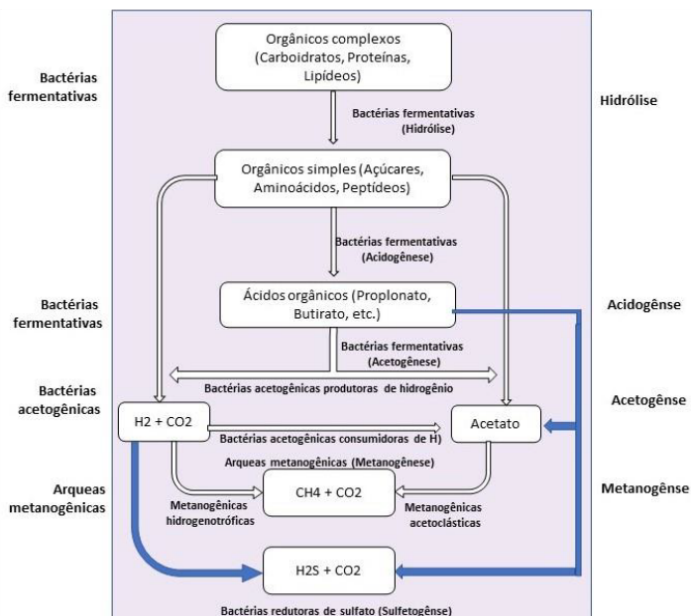 Orgânicos complexos
(Carboidratos, Proteínas,
Lipídeos)
Bactérias
fermentativas
Hidrólise
Bactérias fermentativas
(Hidrólise)
Orgânicos simples (Açúcares,
Aminoácidos, Peptídeos)
Bactérias fermentativas
(Acidogênese)
Bactérias
fermentativas
Ácidos orgânicos (Proplonato,
Butirato, etc.)
Acidogênse
Bactérias fermentativas
(Acetogênese)
Bactérias acetogênicas produtoras de hidrogênio
Bactérias
acetogênicas
Acetogênse
H2 + CO2
Acetato
Bactérias acetogênicas consumidoras de H)
Arqueas metanogênicas (Metanogênese)
Arqueas
metanogênicas
CH4 + CO2
Metanogênse
Metanogênicas
hidrogenotróficas
Metanogênicas
acetoclásticas
H2S + CO2
Bactérias redutoras de sulfato (Sulfetogênse)